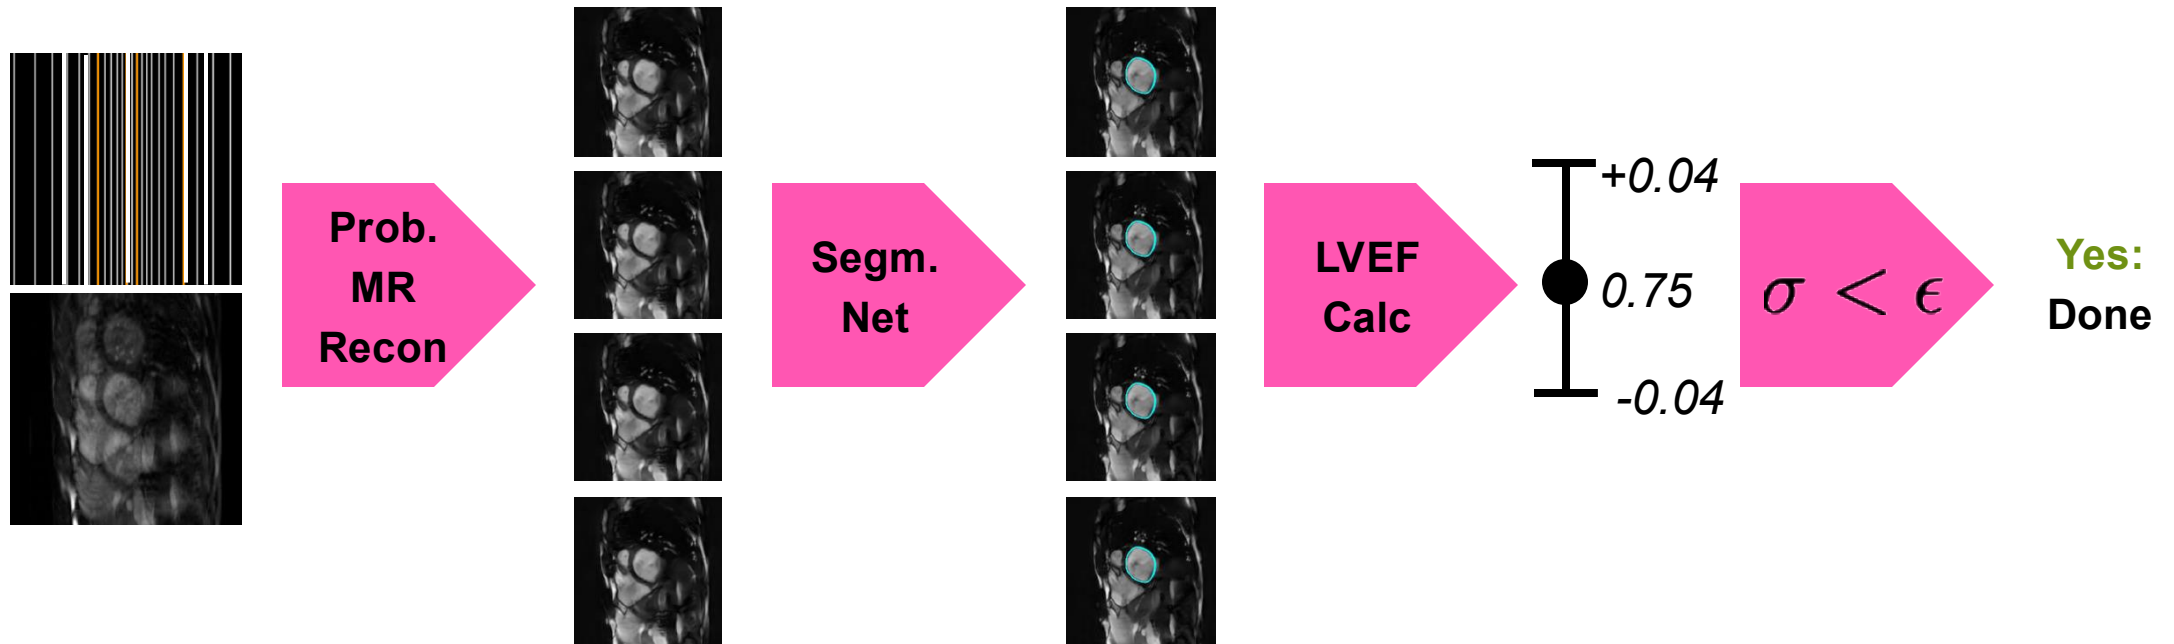 Prob.
MR
Recon
Segm.
Net
LVEF
Calc
+0.04
0.75
-0.04
σ < ϵ
Yes:
Done